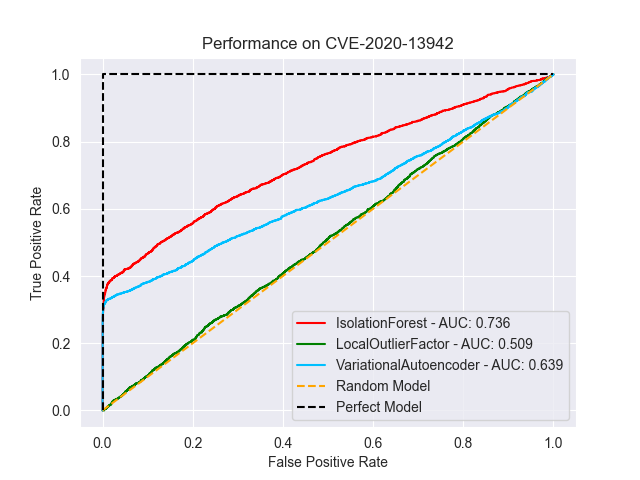 Performance on CVE-2020-13942
True Positive Rate
1.0
0.8
0.6
0.4
0.2
0.0
IsolationForest - AUC: 0.736
LocalOutlierFactor - AUC: 0.509
VariationalAutoencoder - AUC: 0.639
Random Model
Perfect Model
0.0 0.2 0.4 0.6 0.8 1.0
False Positive Rate